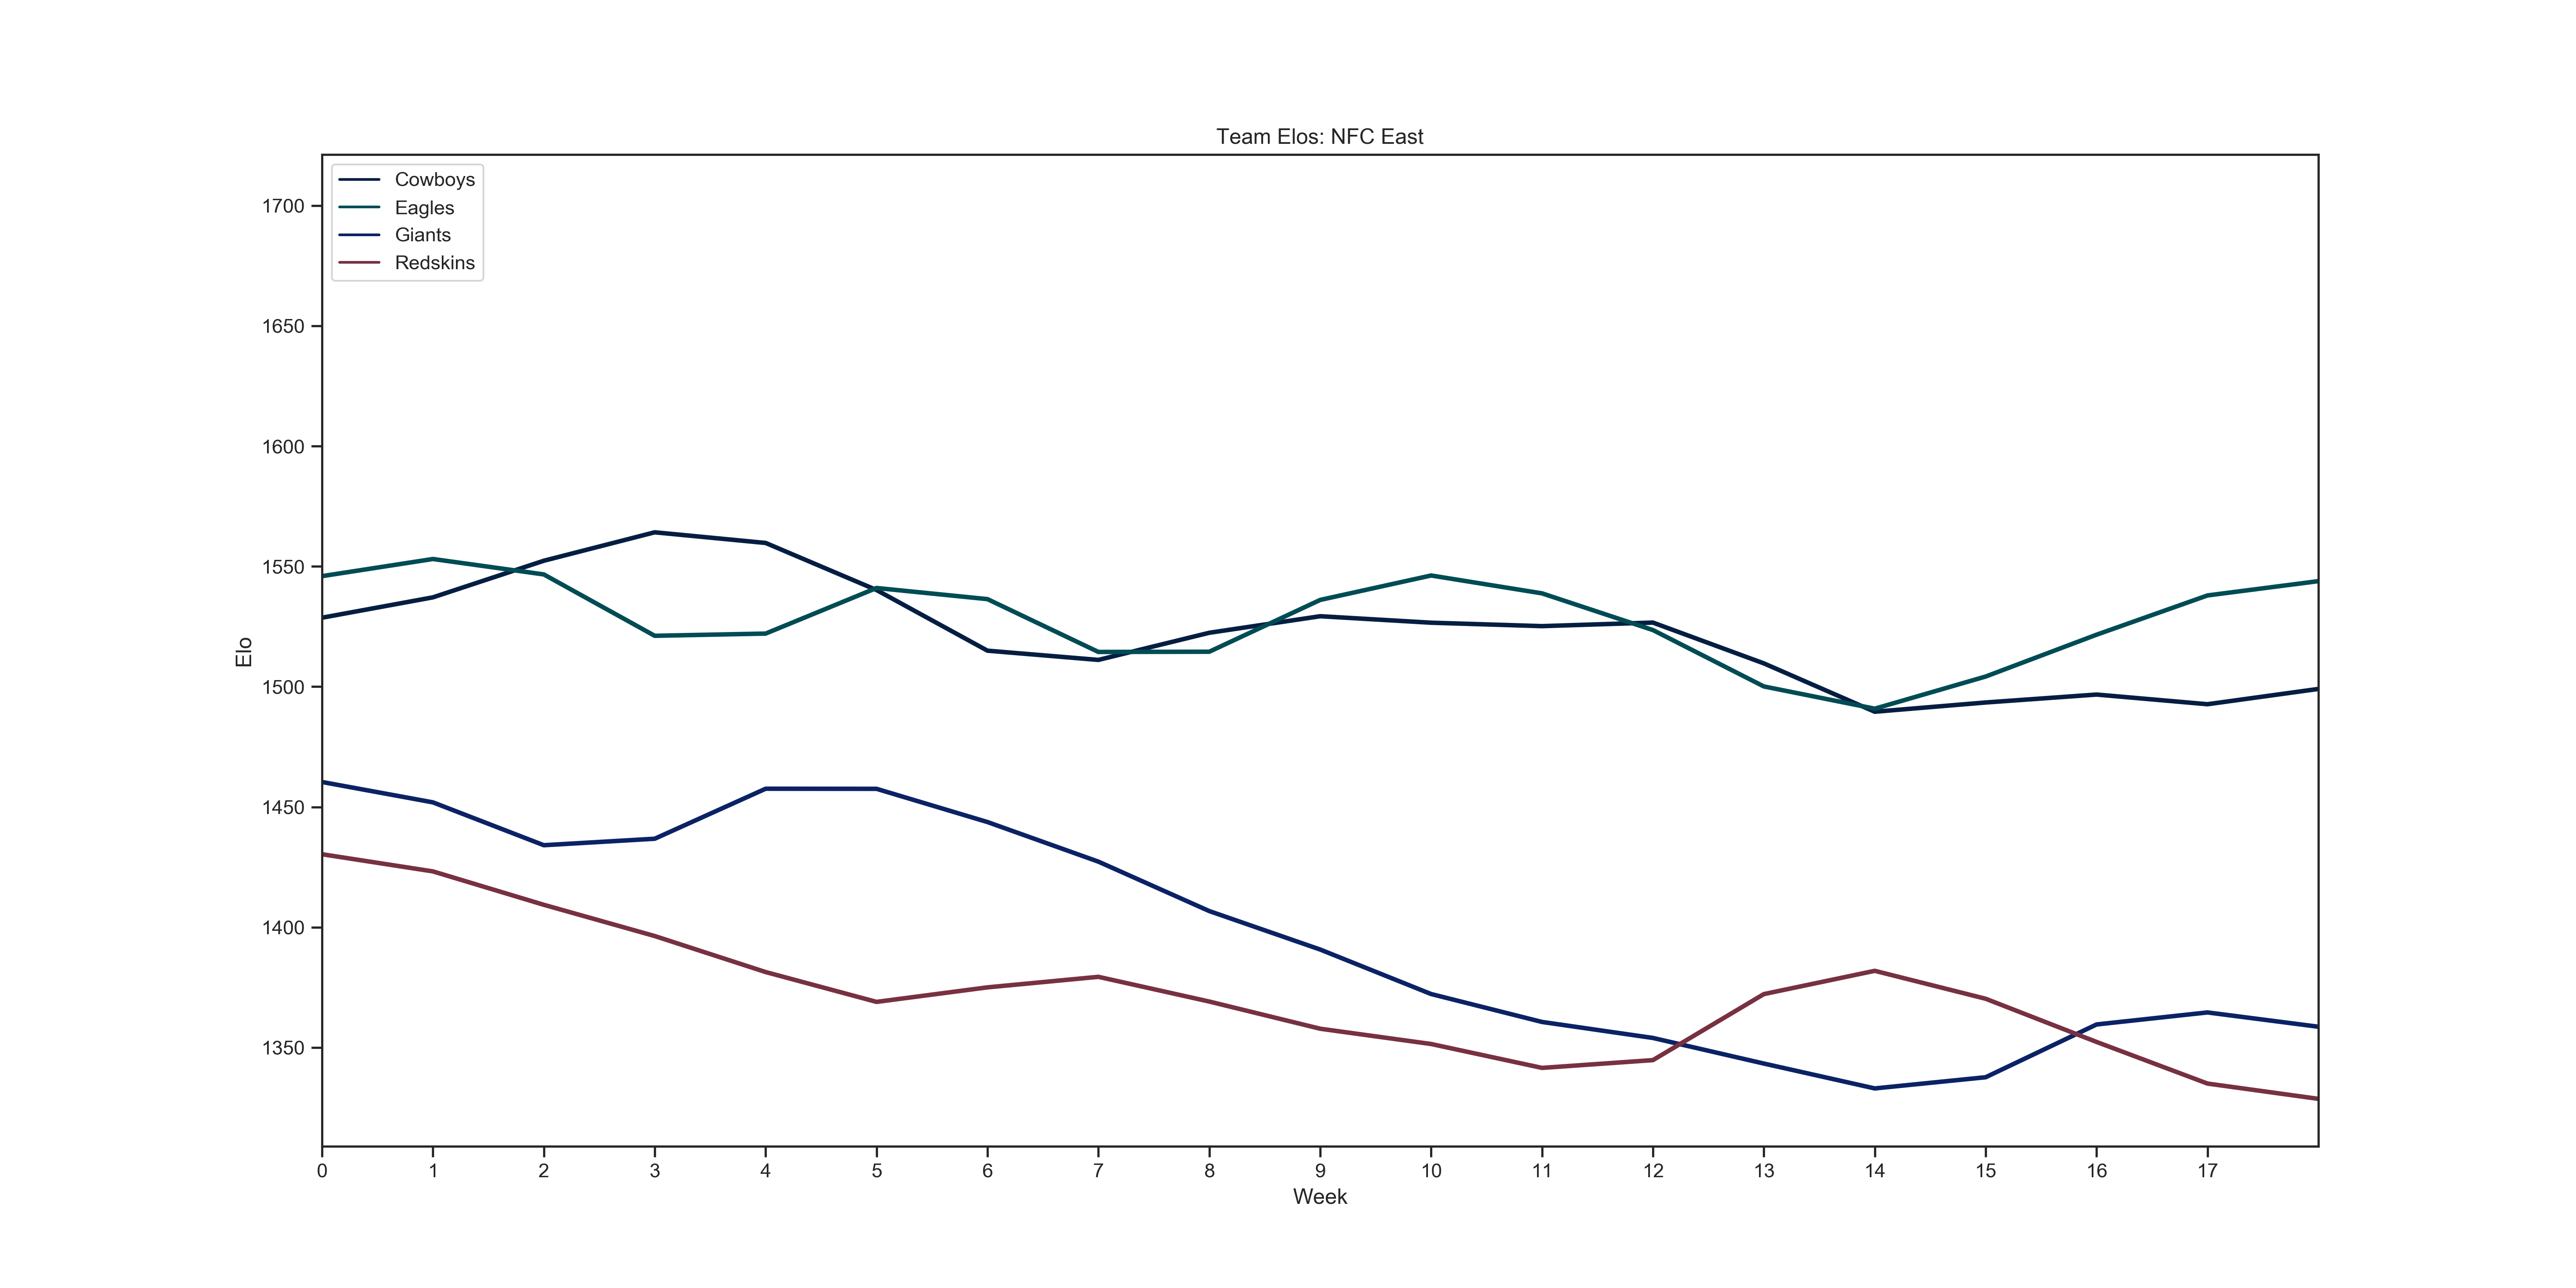 Team Elos: NFC East
Cowboys
Eagles
Giants
Redskins
1700
1650
1600
1550
1500
1450
1400
1350
Elo
0 1 2 3 4 5 6 7 8 9 10 11 12 13 14 15 16 17
Week